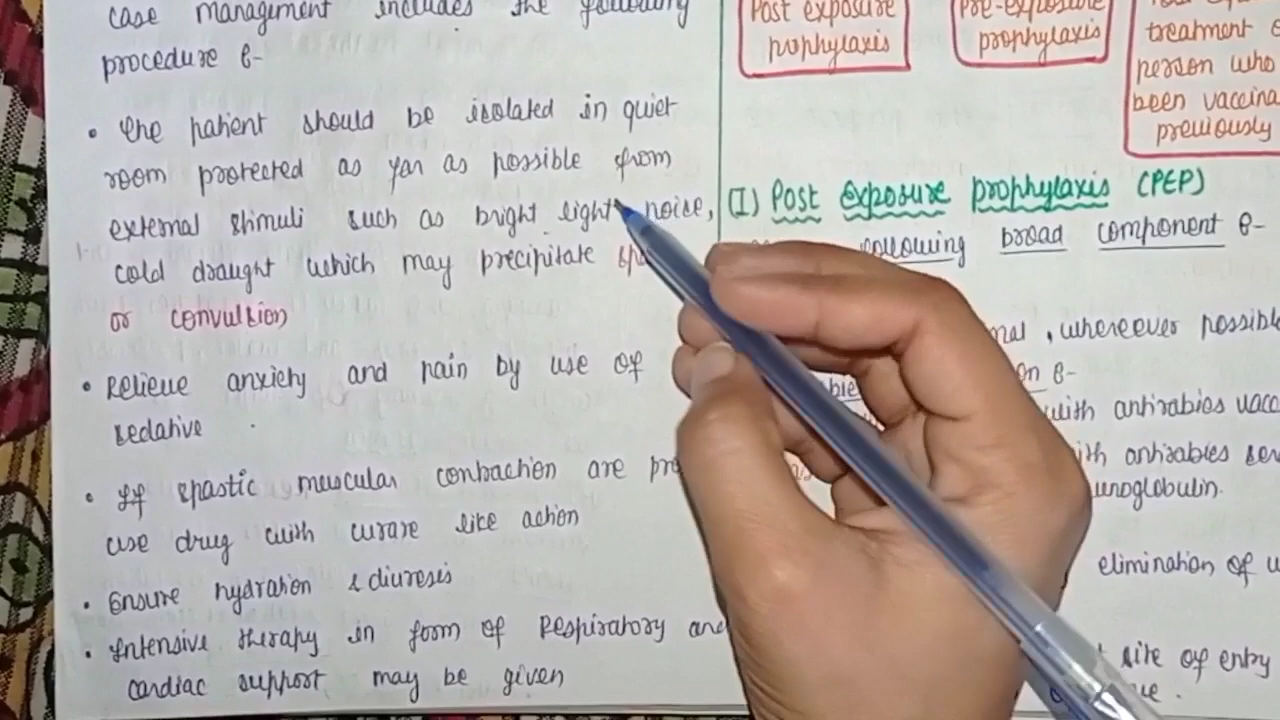 case management includes the following
procedure :-
• The patient should be isolated in quiet
room protected as far as possible from
external stimuli such as bright light noise,
cold draught which may precipitate
or convulsion
• Relieve anxiety and pain by use of
sedative .
• If spastic muscular contraction are
use drug with curare like action
• Ensure hydration & diuresis
• Intensive therapy in form of Respiratory and
cardiac support may be given
Post exposure
prophylaxis
Pre-exposure
prophylaxis
treatment
person who
been
previously
(I) Post exposure prophylaxis (PEP)
following broad component :-
, whereever possible
:-
with antirabies
antirabies
elimination of
site of entry